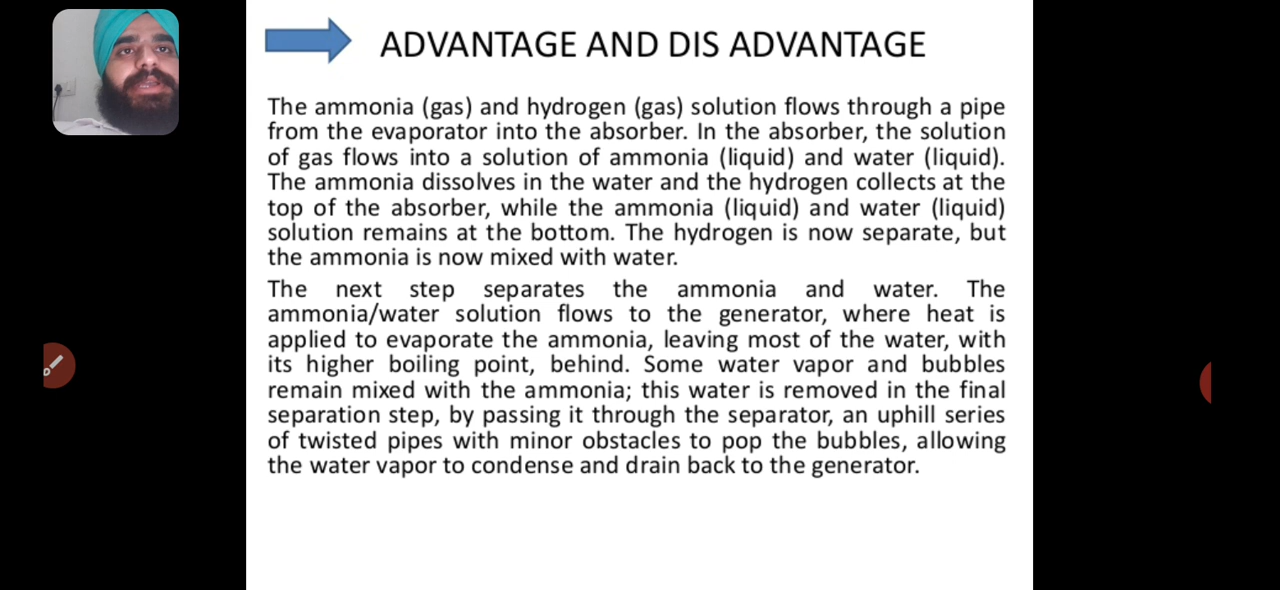 ADVANTAGE AND DIS ADVANTAGE
The ammonia (gas) and hydrogen (gas) solution flows through a pipe
from the evaporator into the absorber. In the absorber, the solution
of gas flows into a solution of ammonia (liquid) and water (liquid).
The ammonia dissolves in the water and the hydrogen collects at the
top of the absorber, while the ammonia (liquid) and water (liquid)
solution remains at the bottom. The hydrogen is now separate, but
the ammonia is now mixed with water.
The next step separates the ammonia and water. The
ammonia/water solution flows to the generator, where heat is
applied to evaporate the ammonia, leaving most of the water, with
its higher boiling point, behind. Some water vapor and bubbles
remain mixed with the ammonia; this water is removed in the final
separation step, by passing it through the separator, an uphill series
of twisted pipes with minor obstacles to pop the bubbles, allowing
the water vapor to condense and drain back to the generator.